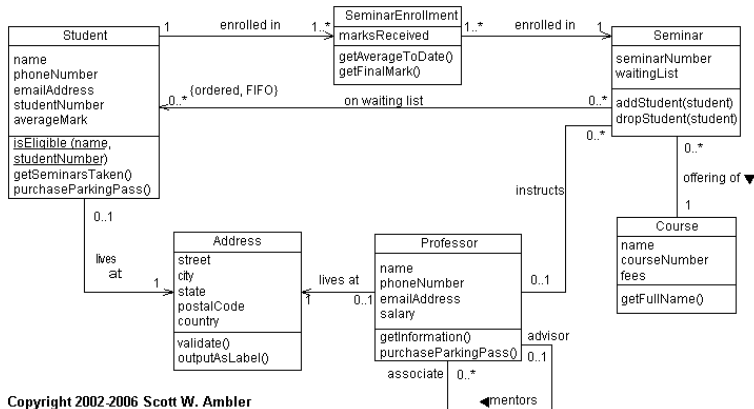 Student
name
phoneNumber
emailAddress
studentNumber
averageMark
isEligible (name,
studentNumber)
getSeminarsTaken()
purchaseParkingPass()
1
enrolled in
1..*
SeminarEnrollment
marksReceived
getAverageToDate()
getFinalMark()
1..*
enrolled in
1
Seminar
seminarNumber
waitingList
addStudent(student)
dropStudent(student)
{ordered, FIFO}
0..*
on waiting list
0..*
0..*
0..*
instructs
offering of ▼
1
Course
name
courseNumber
fees
getFullName()
0..1
lives
at
1
Address
street
city
state
postalCode
country
validate()
outputAsLabel()
lives at
1
0..1
Professor
name
phoneNumber
emailAddress
salary
getInformation()
purchaseParkingPass()
0..1
advisor
0..1
associate
0..*
◄mentors
Copyright 2002-2006 Scott W. Ambler